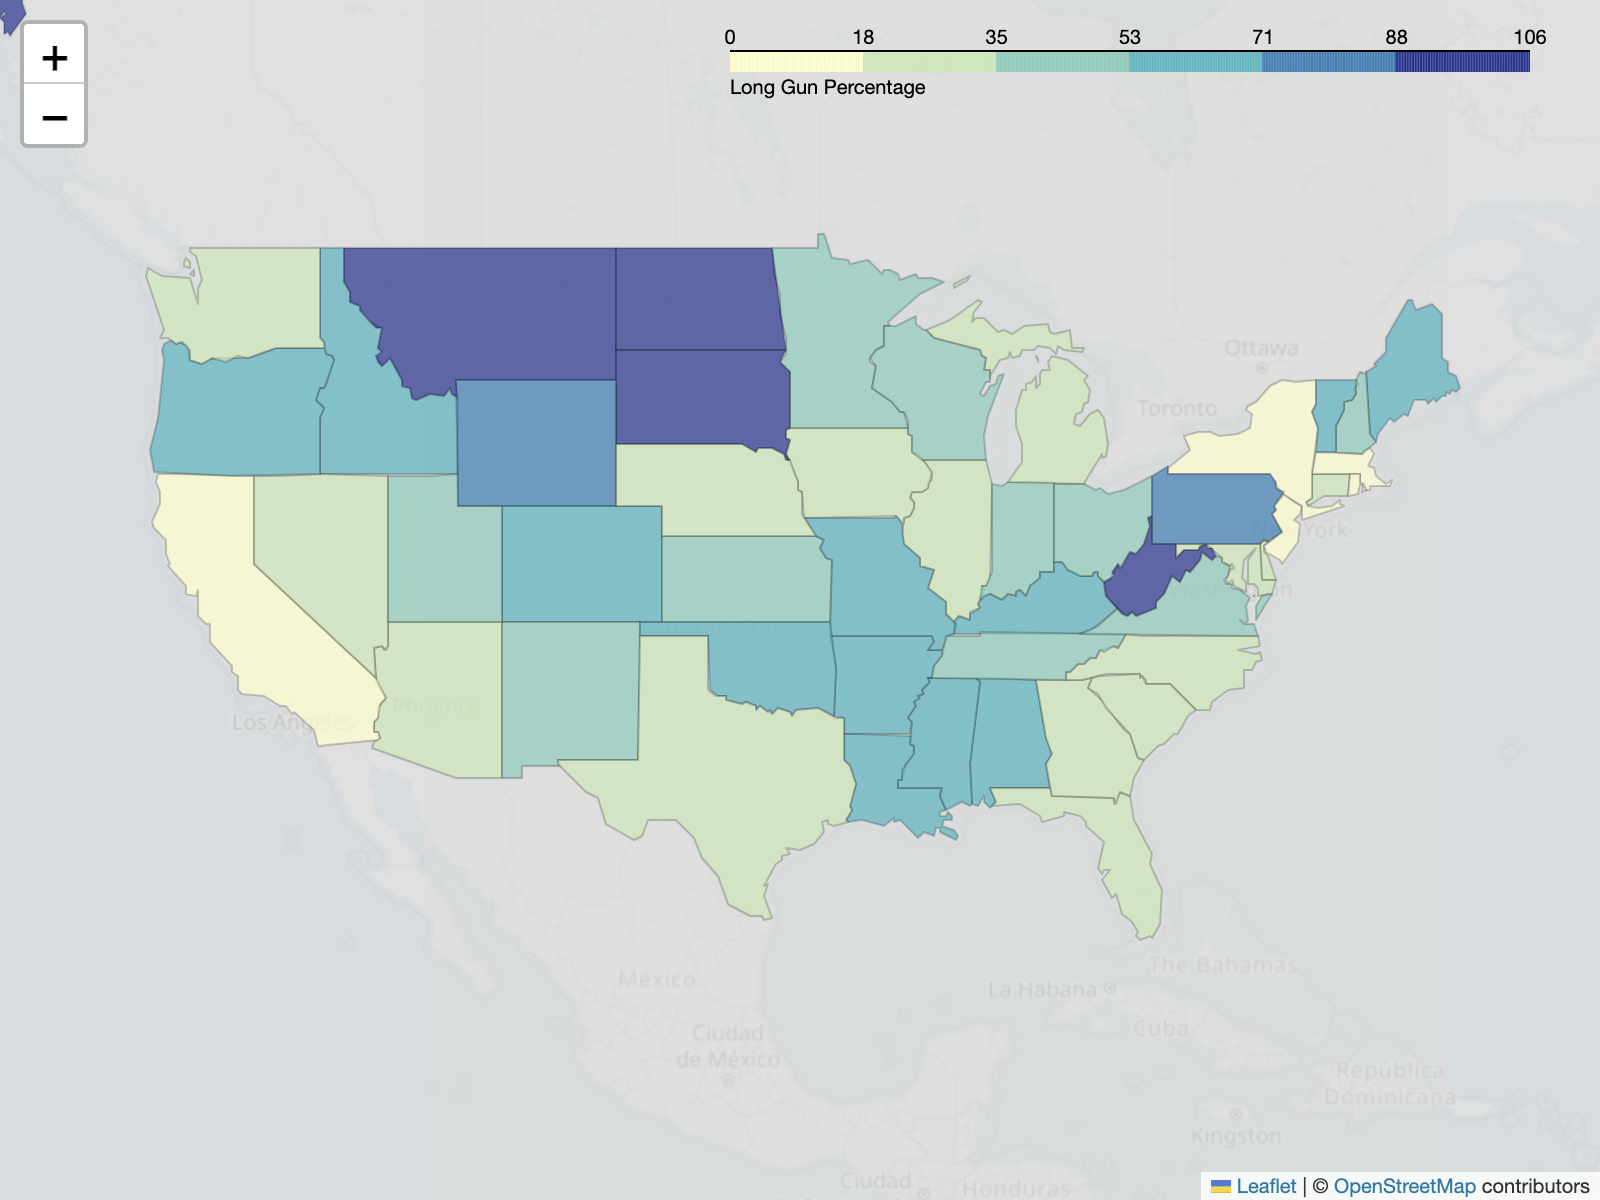 +
−
0 18 35 53 71 88 106
Long Gun Percentage
Ottawa
Toronto
York
Washington
Los Angeles
Phoenix
The Bahamas
La Habana
México
Cuba
Ciudad
de México
República
Dominicana
Kingston
Ciudad
Honduras
Leaflet | © OpenStreetMap contributors